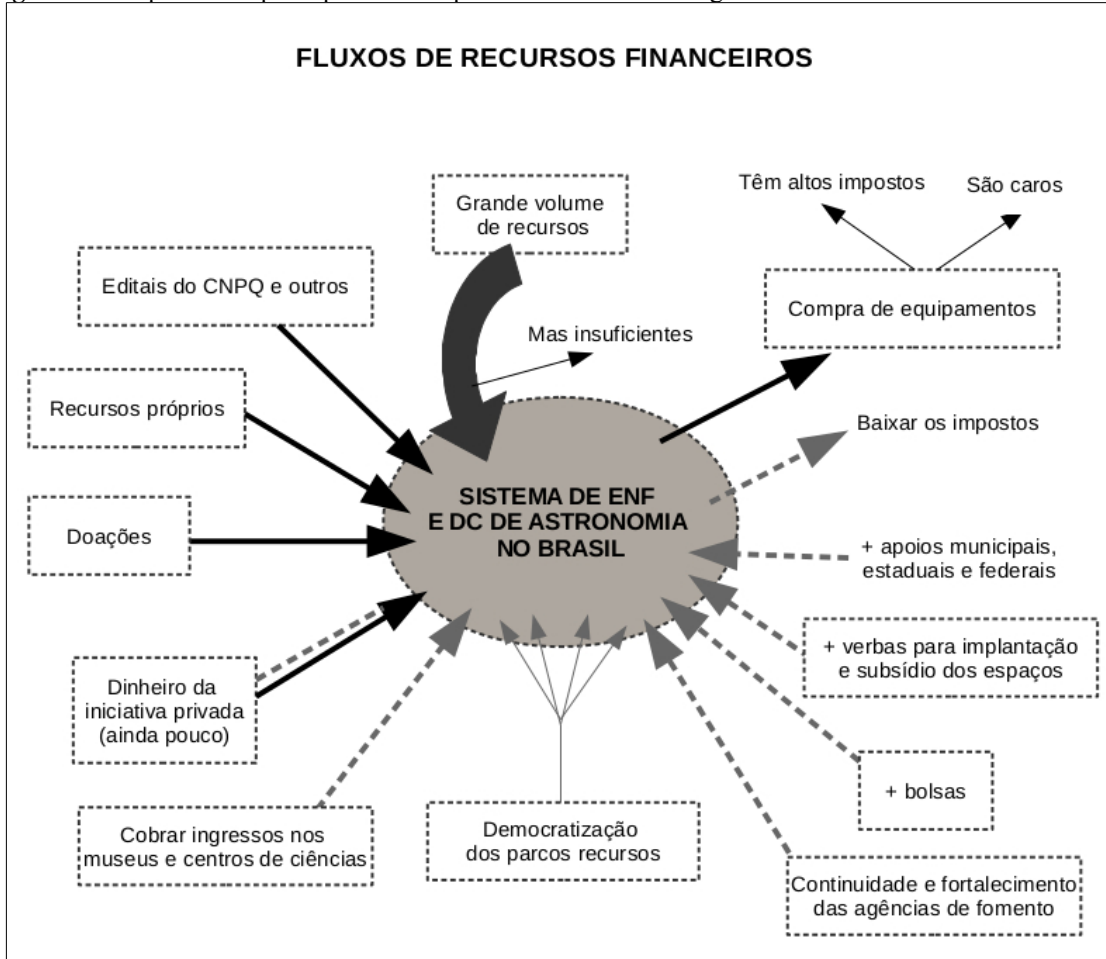 FLUXOS DE RECURSOS FINANCEIROS
Grande volume
de recursos
Têm altos impostos
São caros
Editais do CNPQ e outros
Compra de equipamentos
Mas insuficientes
Recursos próprios
Baixar os impostos
SISTEMA DE ENF
E DC DE ASTRONOMIA
NO BRASIL
Doações
+ apoios municipais,
estaduais e federais
+ verbas para implantação
e subsídio dos espaços
Dinheiro da
iniciativa privada
(ainda pouco)
+ bolsas
Cobrar ingressos nos
museus e centros de ciências
Democratização
dos parcos recursos
Continuidade e fortalecimento
das agências de fomento